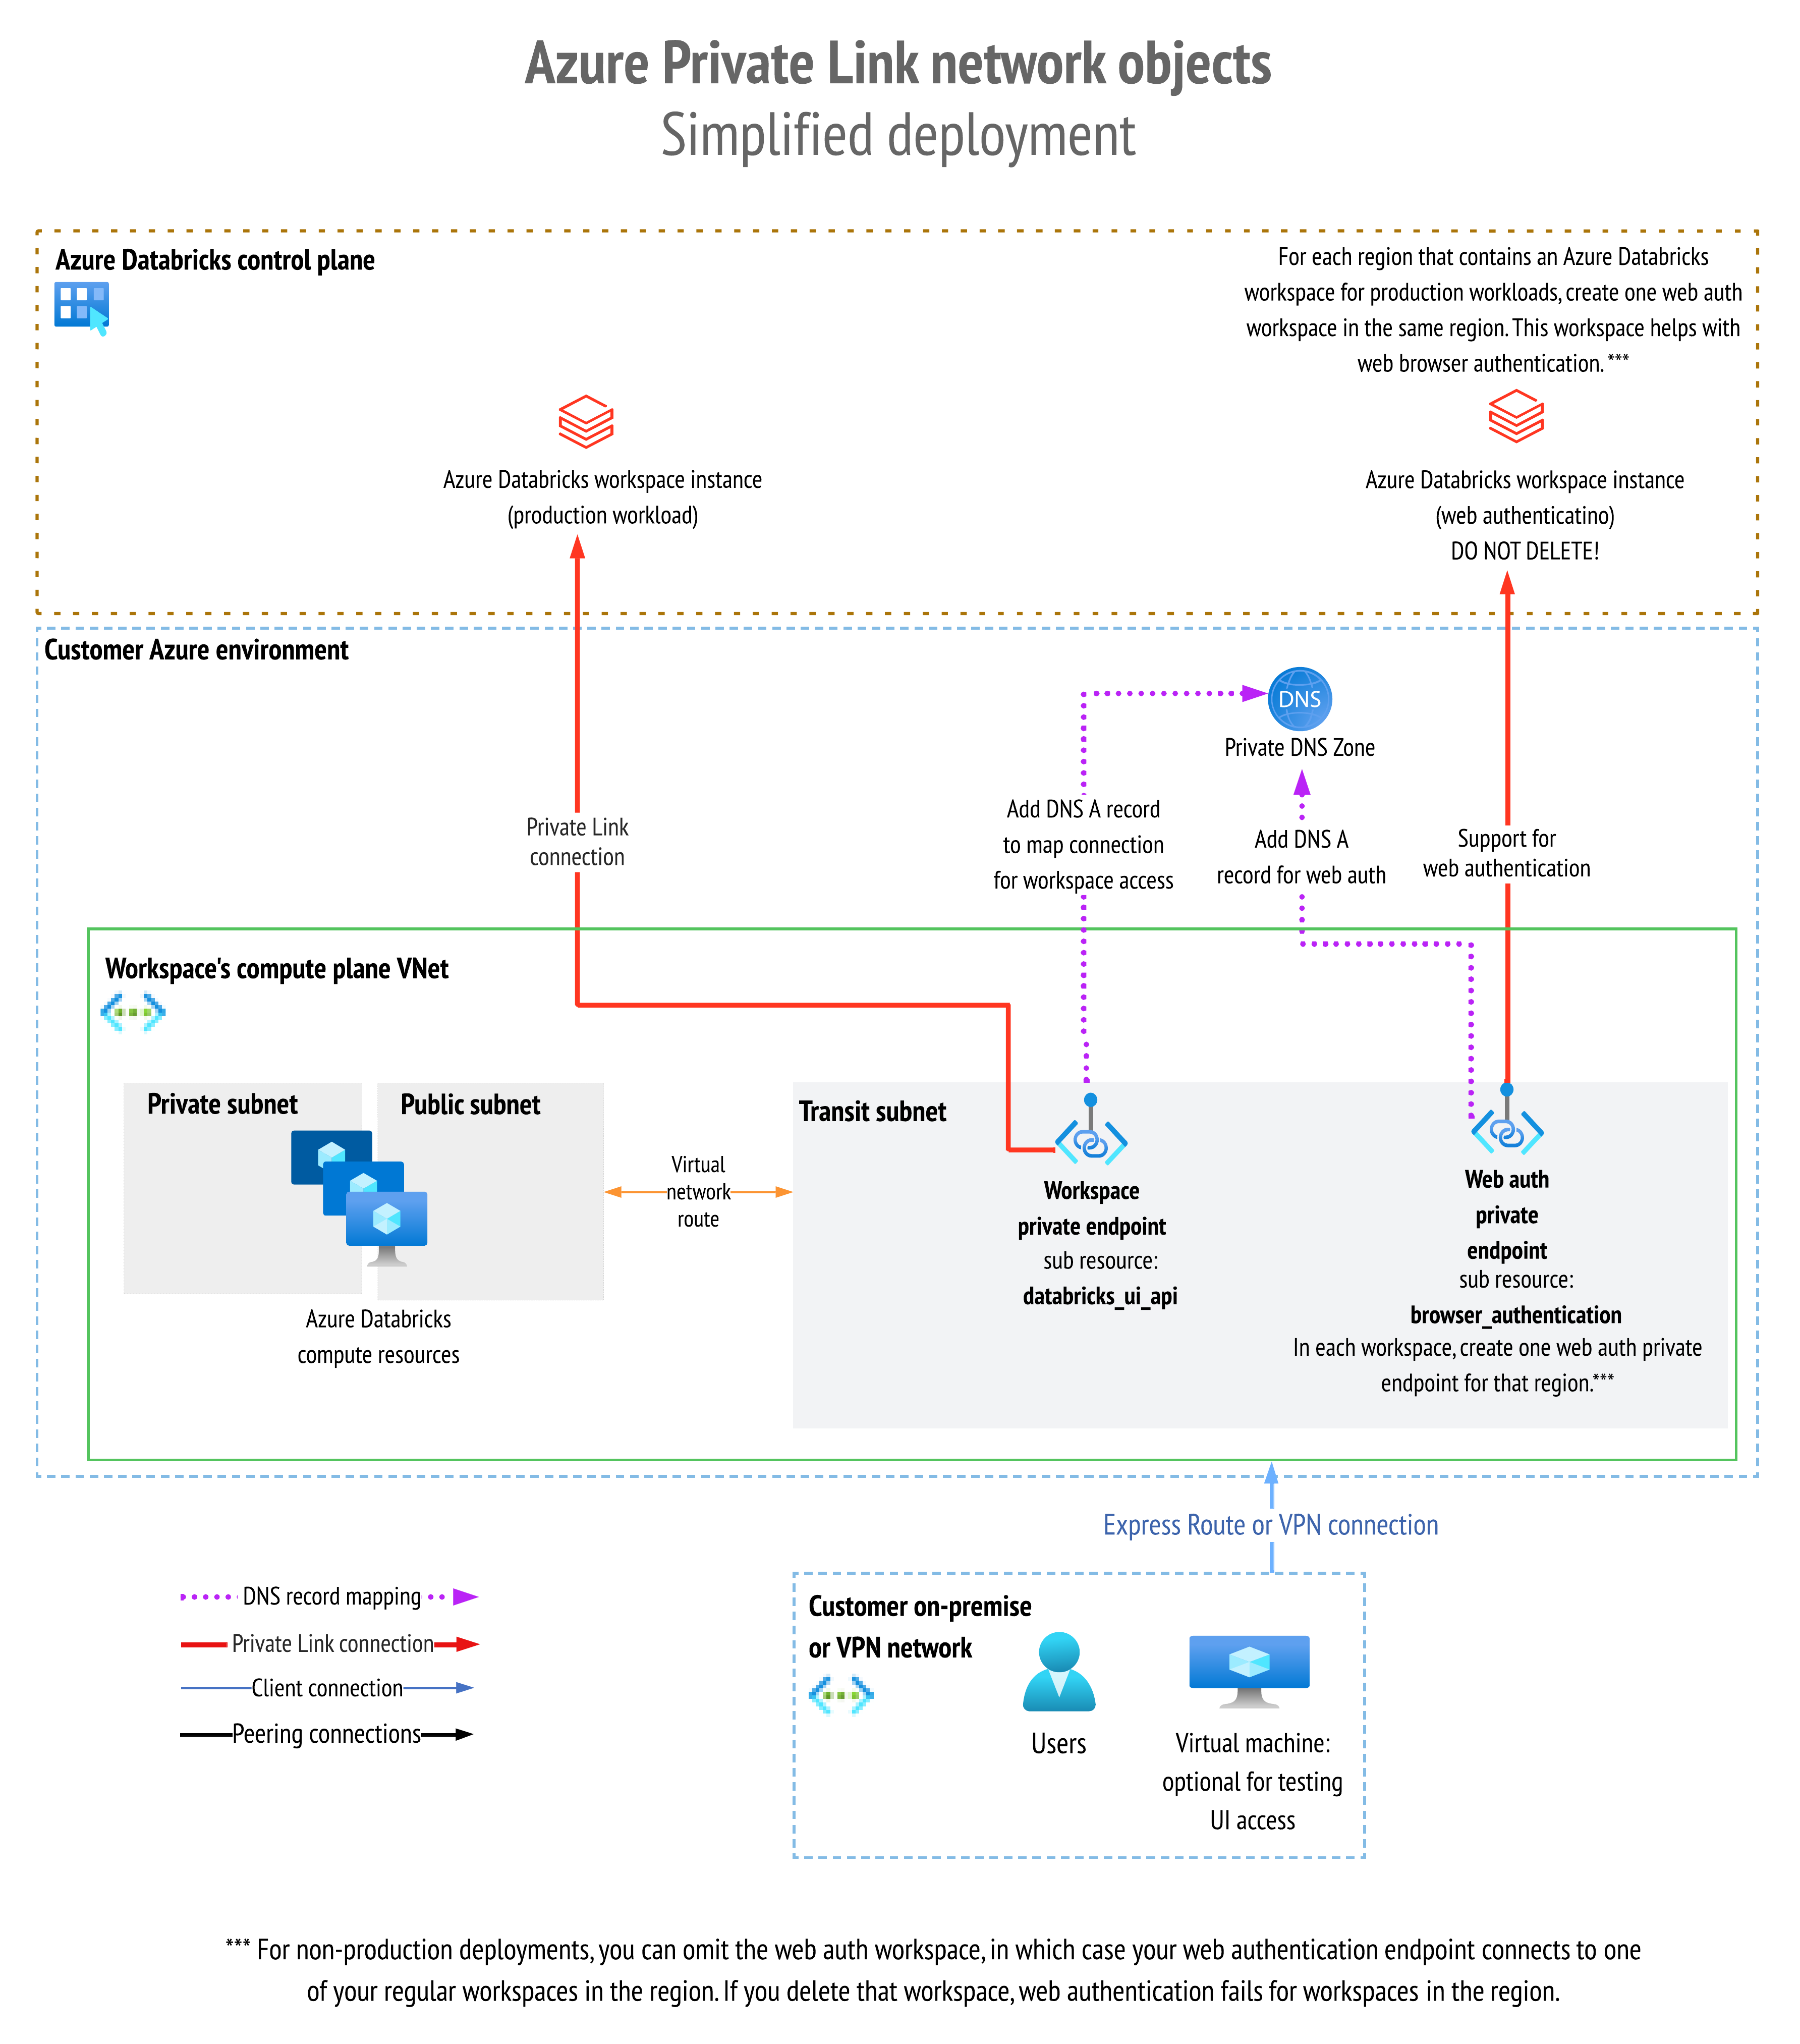 Azure Private Link network objects
Simplified deployment
Azure Databricks control plane
For each region that contains an Azure Databricks
workspace for production workloads, create one web auth
workspace in the same region. This workspace helps with
web browser authentication. ***
Azure Databricks workspace instance
(production workload)
Azure Databricks workspace instance
(web authenticatino)
DO NOT DELETE!
Customer Azure environment
DNS
Private DNS Zone
Private Link
connection
Add DNS A record
to map connection
for workspace access
Add DNS A
record for web auth
Support for
web authentication
Workspace's compute plane VNet
Private subnet
Public subnet
Azure Databricks
compute resources
Virtual
network
route
Transit subnet
Workspace
private endpoint
sub resource:
databricks_ui_api
Web auth
private
endpoint
sub resource:
browser_authentication
In each workspace, create one web auth private
endpoint for that region.***
Express Route or VPN connection
DNS record mapping
Private Link connection
Client connection
Peering connections
Customer on-premise
or VPN network
Users
Virtual machine:
optional for testing
UI access
*** For non-production deployments, you can omit the web auth workspace, in which case your web authentication endpoint connects to one
of your regular workspaces in the region. If you delete that workspace, web authentication fails for workspaces in the region.